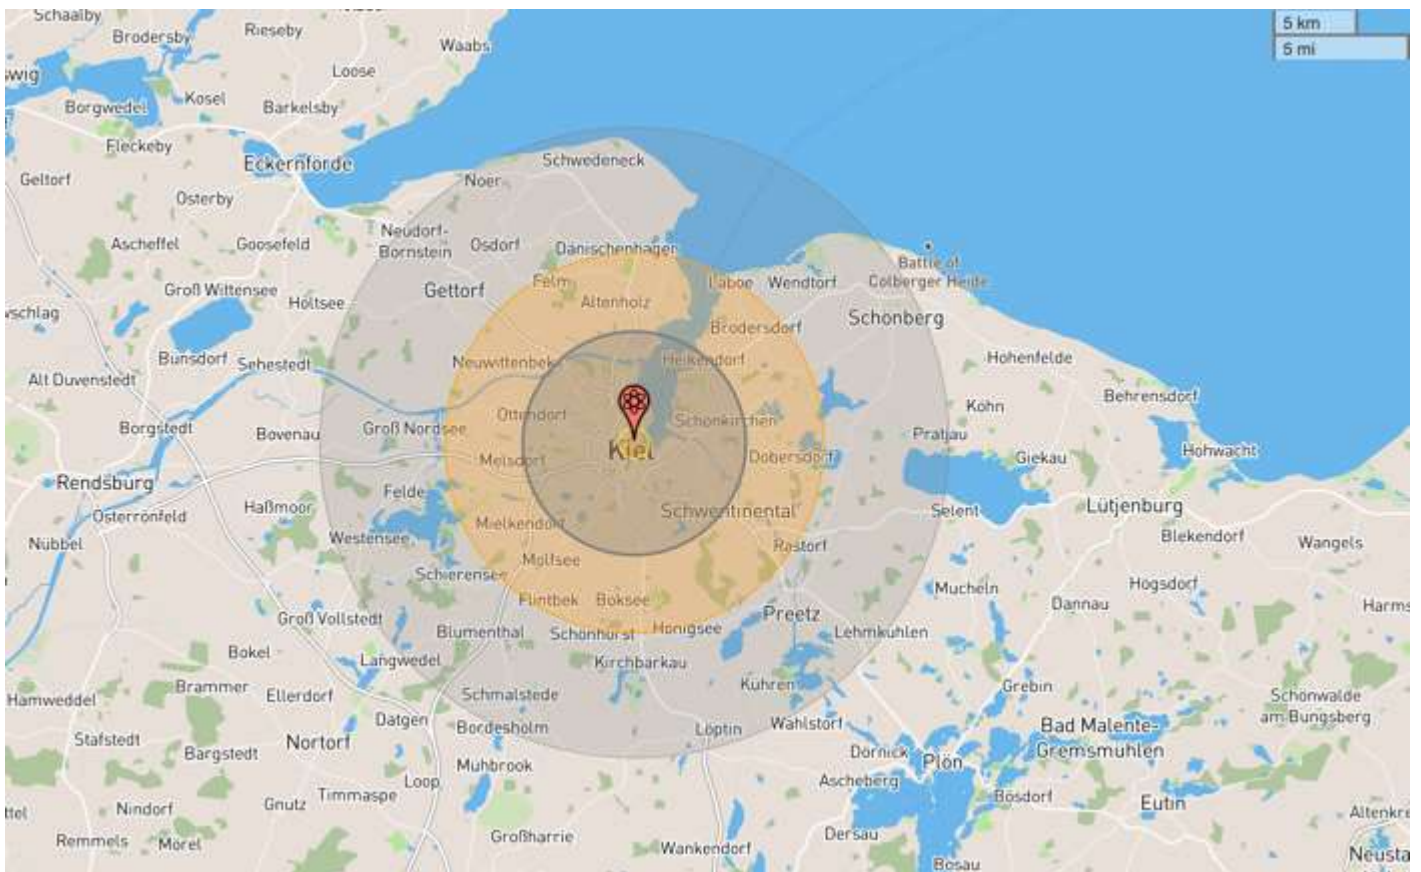 Schaalby
Rieseby
Brodersby
Waabs
5 km
5 mi
Loose
Kosel
Borgwedel
Barkelsby
Fleckeby
Eckernförde
Schwedeneck
Geltorf
Noer
Osterby
Neudorf-
Bornstein
Ascheffel
Goosefeld
Osdorf
Dänischenhagen
Battle of
Colberger Heide
Felm
Laboe
Wendtorf
Groß Wittensee
Gettorf
Altenholz
Holtsee
Schönberg
Brodersdorf
Bünsdorf
Sehestedt
Neuwittenbek
Heikendorf
Hohenfelde
Alt Duvenstedt
Behrensdorf
Köhn
Ottendorf
Schönkirchen
Borgstedt
Bovenau
Groß Nordsee
Pratjau
Kiel
Hohwacht
Melsdorf
Dobersdorf
Giekau
Rendsburg
Felde
Haßmoor
Schwentinental
Selent
Lütjenburg
Osterrönfeld
Mielkendorf
Nübbel
Westensee
Rastorf
Blekendorf
Wangels
Molfsee
Schierensee
Mucheln
Högsdorf
Flintbek
Boksee
Dannau
Harms
Groß Vollstedt
Preetz
Blumenthal
Schönhorst
Honigsee
Lehmkuhlen
Bokel
Langwedel
Kirchbarkau
Brammer
Ellerdorf
Schmalstede
Kühren
Grebin
Schönwalde
am Bungsberg
Hamweddel
Dätgen
Bordesholm
Löptin
Wahlstorf
Bad Malente-
Gremsmühlen
Stafstedt
Bargstedt
Nortorf
Dörnick
Plön
Mühbrook
Loop
Ascheberg
Timmaspe
Bösdorf
Eutin
Nindorf
Gnutz
Altenkre
Remmels
Mörel
Großharrie
Dersau
Wankendorf
Neusta
Bosau